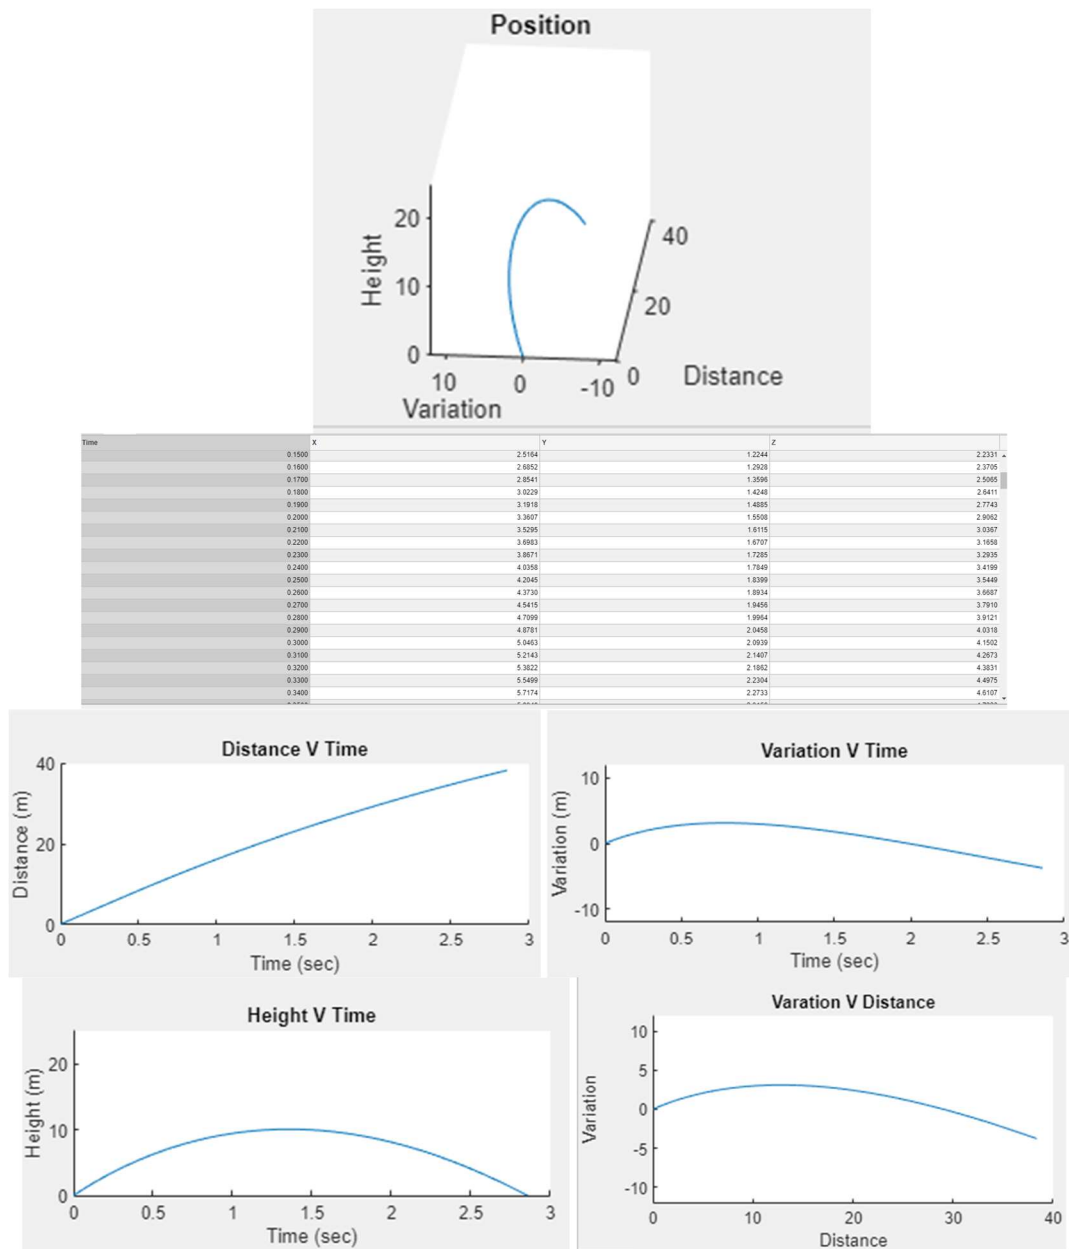 Position
20
10
0
Height
10 0 -10
Variation
0
20
40
Distance
Time X Y Z
0.1500 2.5164 1.2244 2.2331
0.1600 2.6852 1.2928 2.3705
0.1700 2.8541 1.3596 2.5065
0.1800 3.0229 1.4248 2.6411
0.1900 3.1918 1.4885 2.7743
0.2000 3.3607 1.5508 2.9062
0.2100 3.5295 1.6115 3.0367
0.2200 3.6983 1.6707 3.1658
0.2300 3.8671 1.7285 3.2935
0.2400 4.0358 1.7849 3.4199
0.2500 4.2045 1.8399 3.5449
0.2600 4.3730 1.8934 3.6687
0.2700 4.5415 1.9456 3.7910
0.2800 4.7099 1.9964 3.9121
0.2900 4.8781 2.0458 4.0318
0.3000 5.0463 2.0939 4.1502
0.3100 5.2143 2.1407 4.2673
0.3200 5.3822 2.1862 4.3831
0.3300 5.5499 2.2304 4.4975
0.3400 5.7174 2.2733 4.6107
Distance V Time
40
20
0
Distance (m)
0 0.5 1 1.5 2 2.5 3
Time (sec)
Variation V Time
10
0
-10
Variation (m)
0 0.5 1 1.5 2 2.5 3
Time (sec)
Height V Time
20
10
0
Height (m)
0 0.5 1 1.5 2 2.5 3
Time (sec)
Varation V Distance
10
5
0
-5
-10
Variation
0 10 20 30 40
Distance